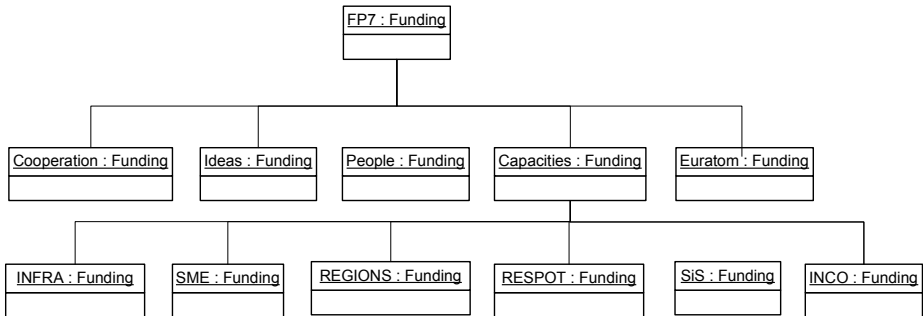 FP7 : Funding
Cooperation : Funding
Ideas : Funding
People : Funding
Capacities : Funding
Euratom : Funding
INFRA : Funding
SME : Funding
REGIONS : Funding
RESPOT : Funding
SiS : Funding
INCO : Funding